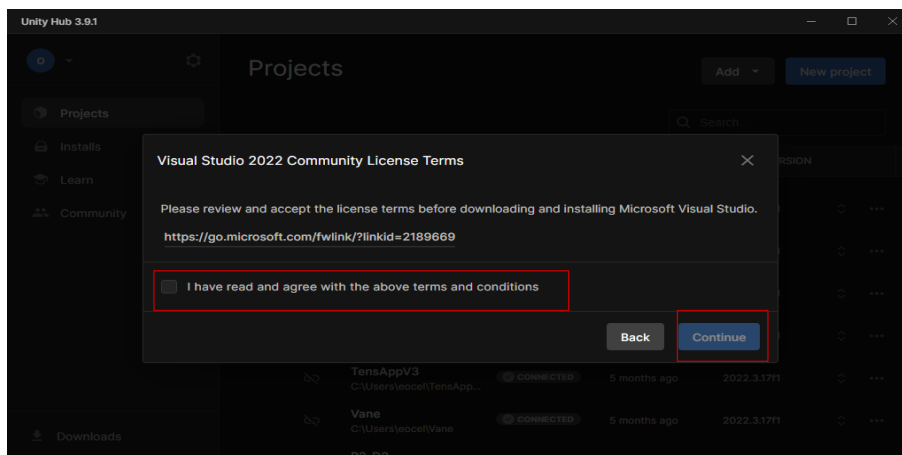 Unity Hub 3.9.1
O
Projects
Add
New project
Search
Projects
Installs
Learn
Community
Visual Studio 2022 Community License Terms
RSION
Please review and accept the license terms before downloading and installing Microsoft Visual Studio.
https://go.microsoft.com/fwlink/?linkid=2189669
I have read and agree with the above terms and conditions
Back
Continue
TensAppV3
C:\Users\eocel\TensApp...
CONNECTED
5 months ago
2022.3.17f1
Vane
C:\Users\eocel\Vane
CONNECTED
5 months ago
2022.3.17f1
Downloads